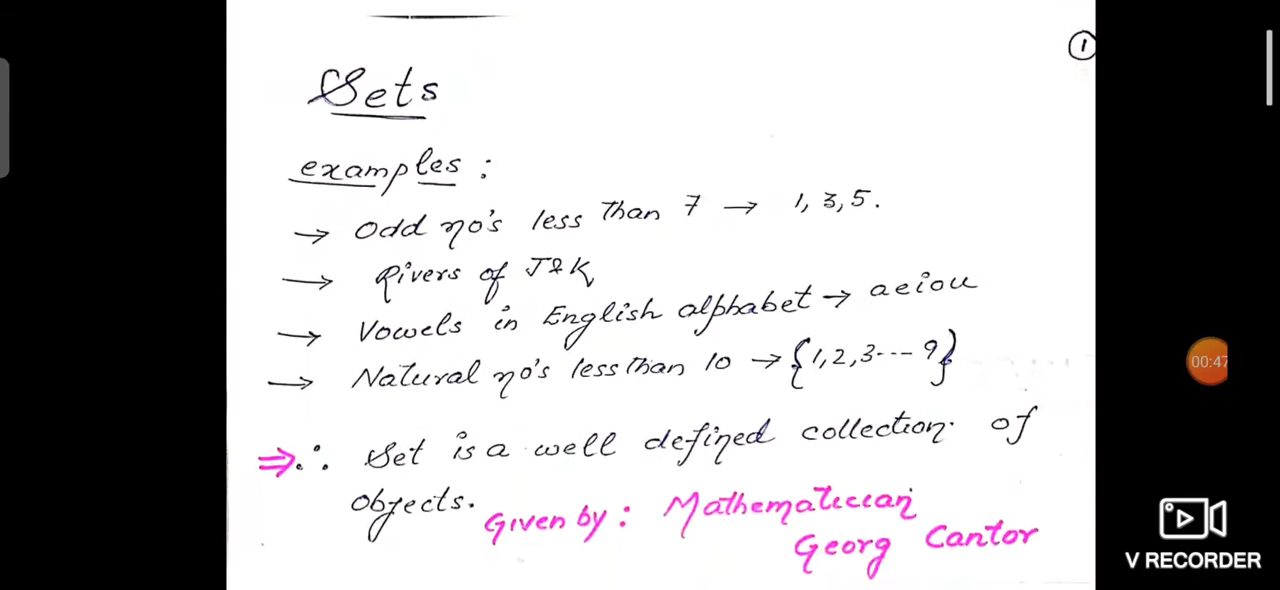 ①
Sets
examples:
→ Odd no's less than 7 → 1, 3, 5.
→ Rivers of J&K
→ Vowels in English alphabet → aeiou
→ Natural no's less than 10 → {1, 2, 3 --- 9}
⇒ ∴ Set is a well defined collection of
objects.
Given by: Mathematiccian
Georg Cantor
00:47
V RECORDER